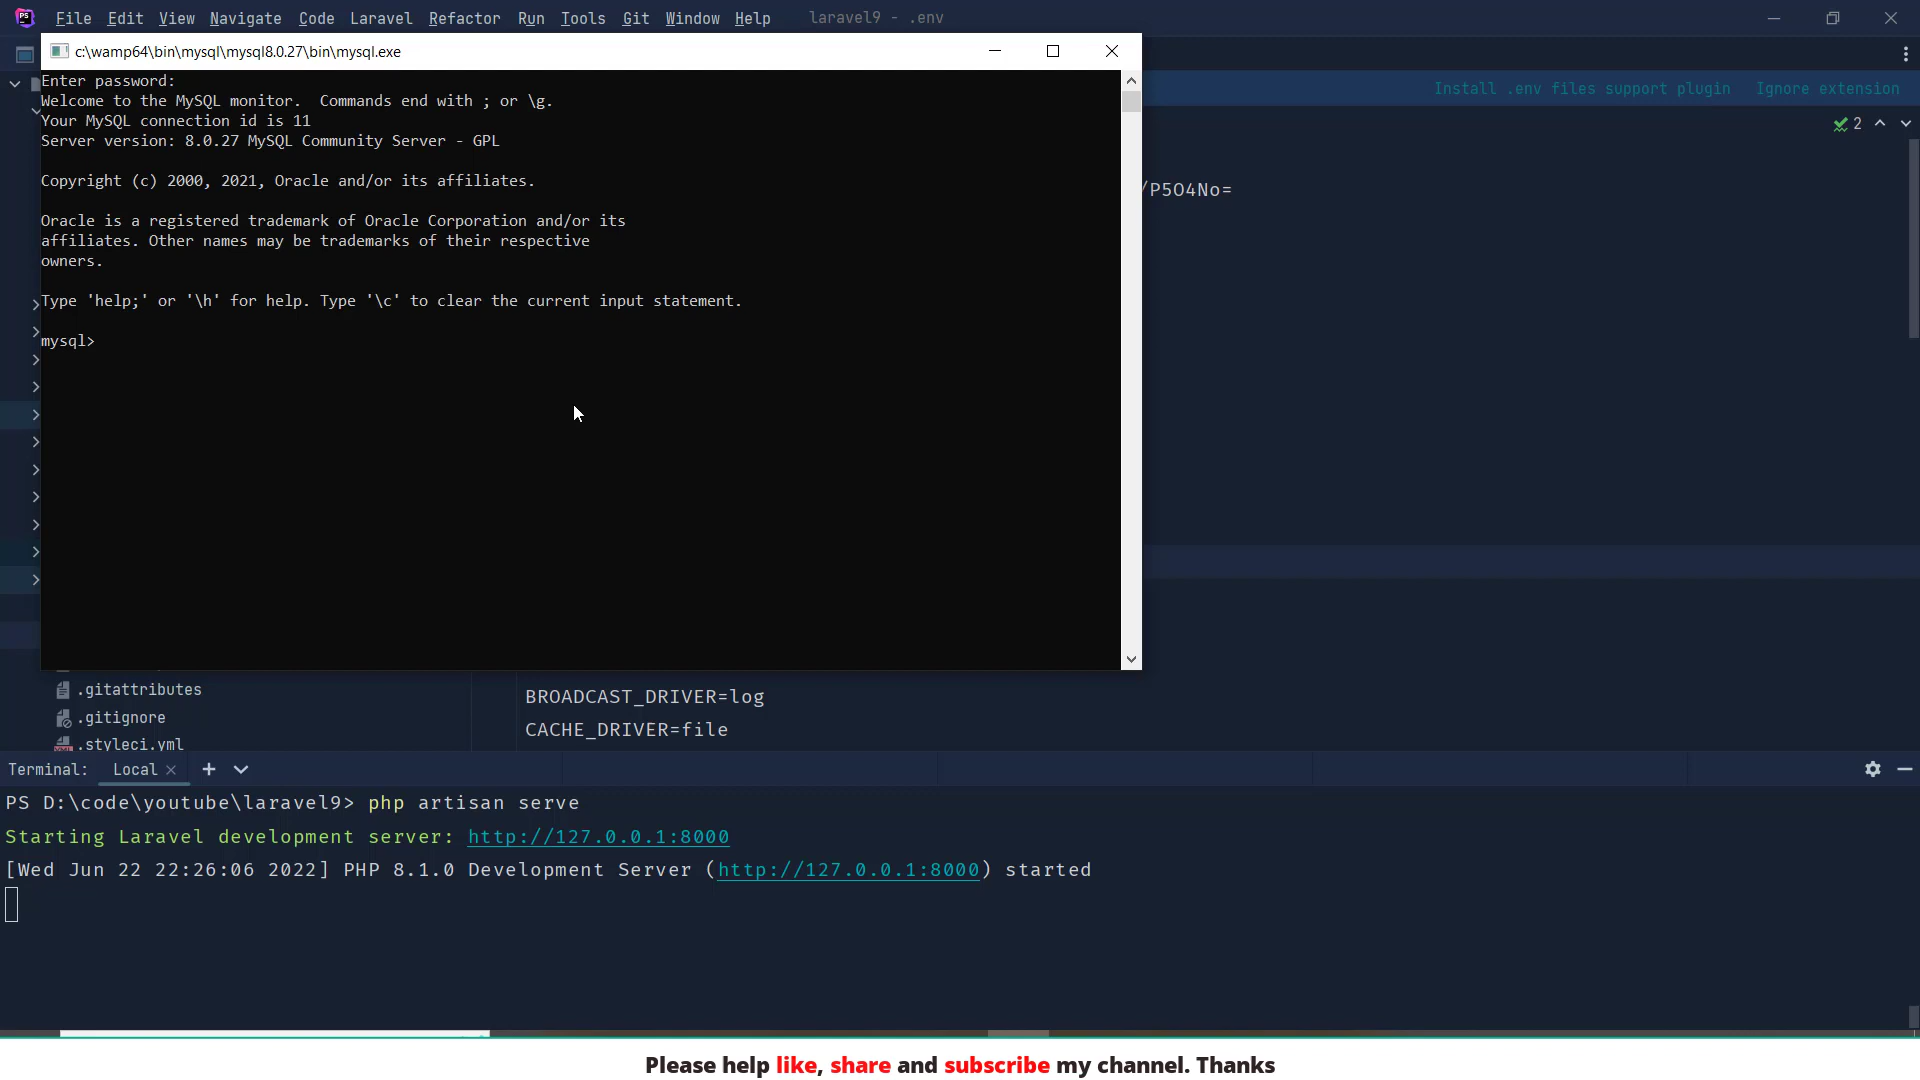 File Edit View Navigate Code Laravel Refactor Run Tools Git Window Help laravel9 - .env
c:\wamp64\bin\mysql\mysql8.0.27\bin\mysql.exe
Enter password:
Welcome to the MySQL monitor.  Commands end with ; or \g.
Your MySQL connection id is 11
Server version: 8.0.27 MySQL Community Server - GPL
Copyright (c) 2000, 2021, Oracle and/or its affiliates.
Oracle is a registered trademark of Oracle Corporation and/or its
affiliates. Other names may be trademarks of their respective
owners.
Type 'help;' or '\h' for help. Type '\c' to clear the current input statement.
mysql>
Install .env files support plugin Ignore extension
2
/P5O4No=
.gitattributes
.gitignore
.styleci.yml
BROADCAST_DRIVER=log
CACHE_DRIVER=file
Terminal: Local
PS D:\code\youtube\laravel9> php artisan serve
Starting Laravel development server: http://127.0.0.1:8000
[Wed Jun 22 22:26:06 2022] PHP 8.1.0 Development Server (http://127.0.0.1:8000) started
Please help like, share and subscribe my channel. Thanks